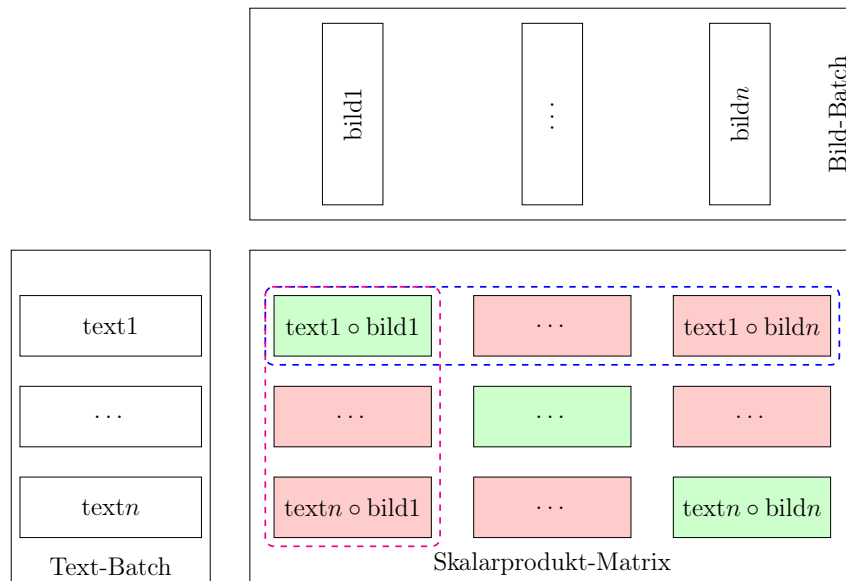 bild1
...
bildn
Bild-Batch
text1
text1 ∘ bild1
...
text1 ∘ bildn
...
...
...
...
textn
textn ∘ bild1
...
textn ∘ bildn
Text-Batch
Skalarprodukt-Matrix